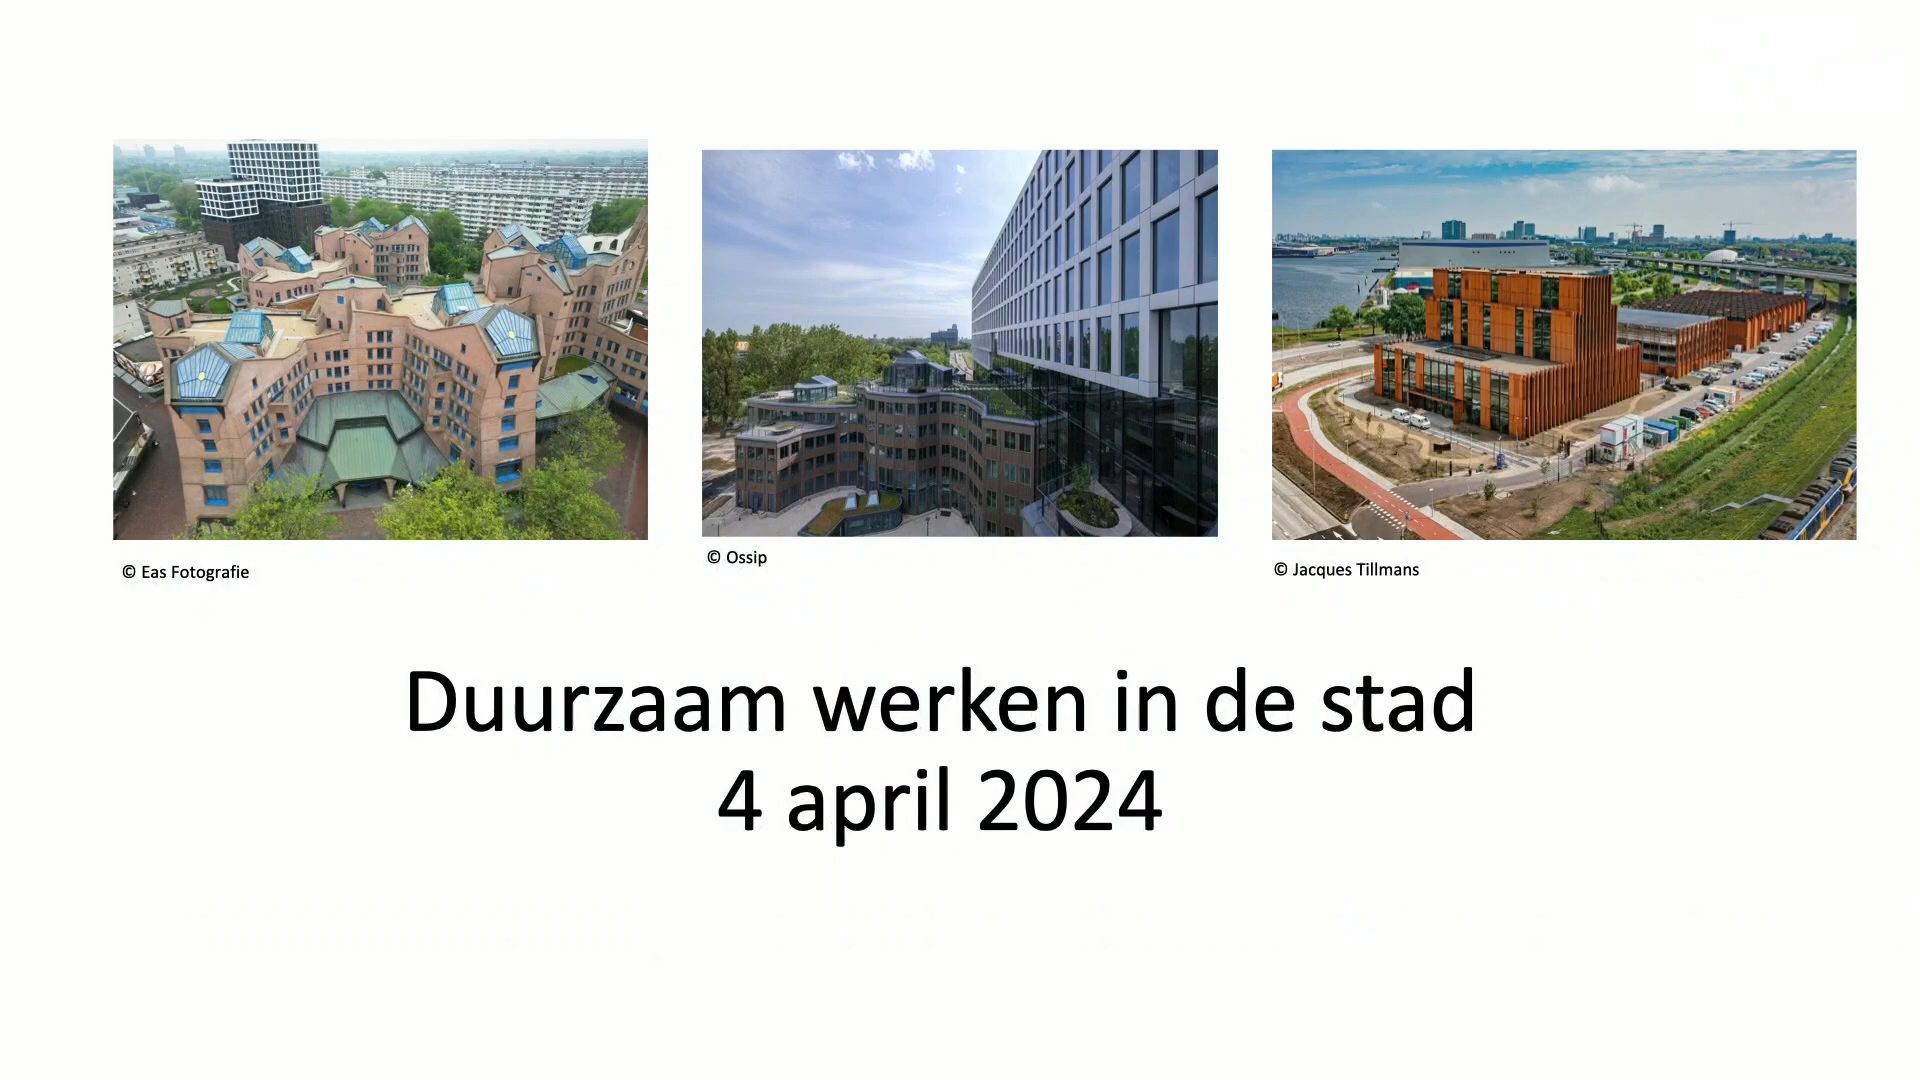 © Eas Fotografie
© Ossip
© Jacques Tillmans
Duurzaam werken in de stad
4 april 2024